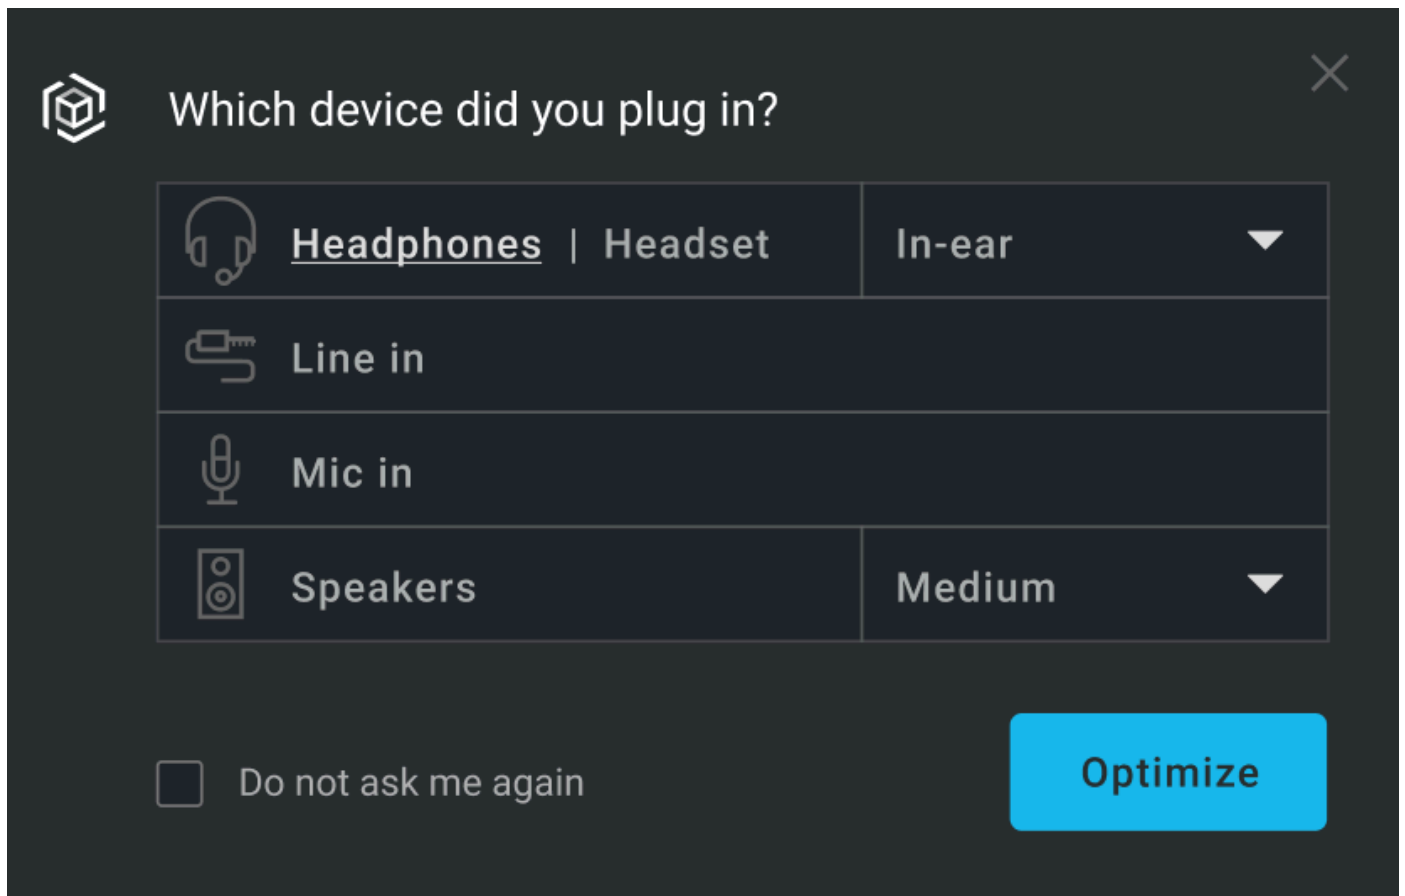 Which device did you plug in?
Headphones | Headset In-ear
Line in
Mic in
Speakers Medium
Do not ask me again
Optimize